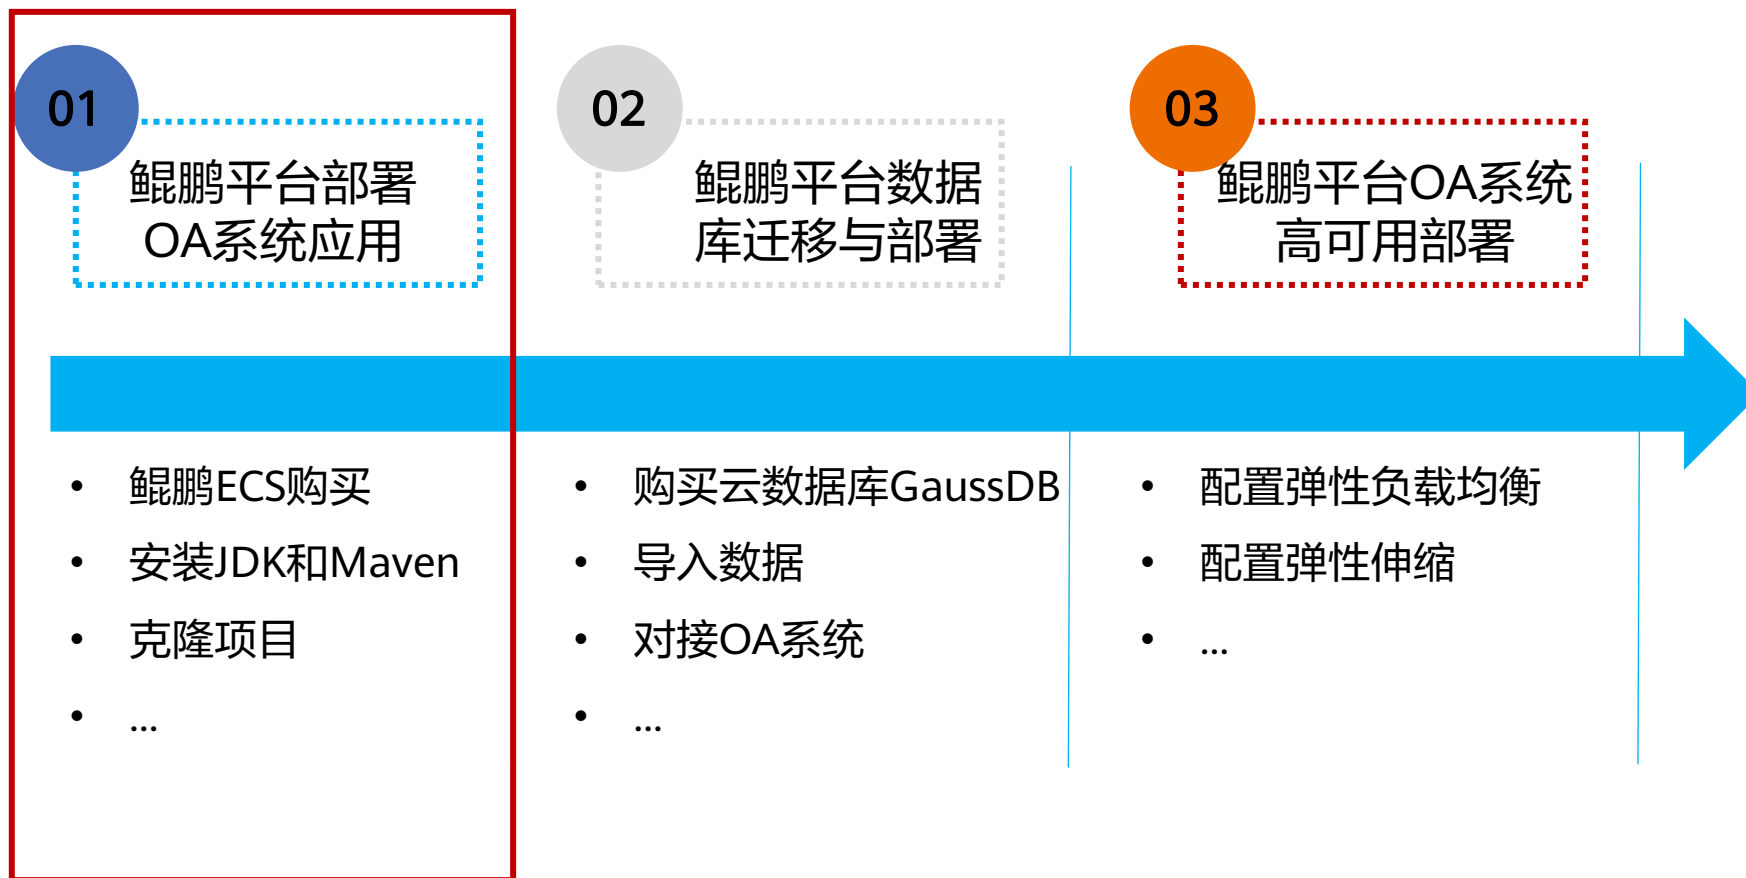 01
鲲鹏平台部署
OA系统应用
02
鲲鹏平台数据
库迁移与部署
03
鲲鹏平台OA系统
高可用部署
• 鲲鹏ECS购买
• 安装JDK和Maven
• 克隆项目
• ...
• 购买云数据库GaussDB
• 导入数据
• 对接OA系统
• ...
• 配置弹性负载均衡
• 配置弹性伸缩
• ...